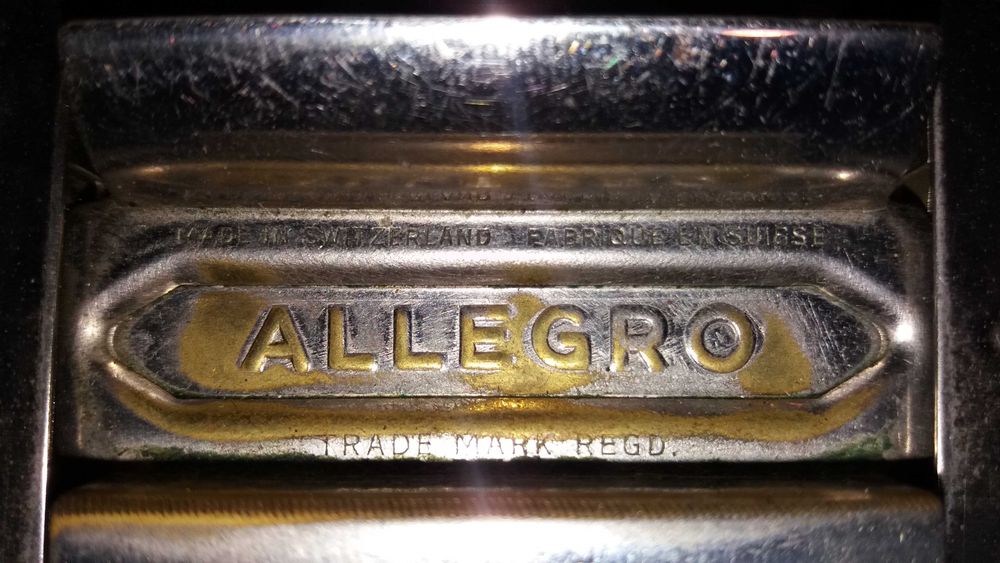 MADE IN SWITZERLAND FABRIQUE EN SUISSE
ALLEGRO
TRADE MARK REGD.